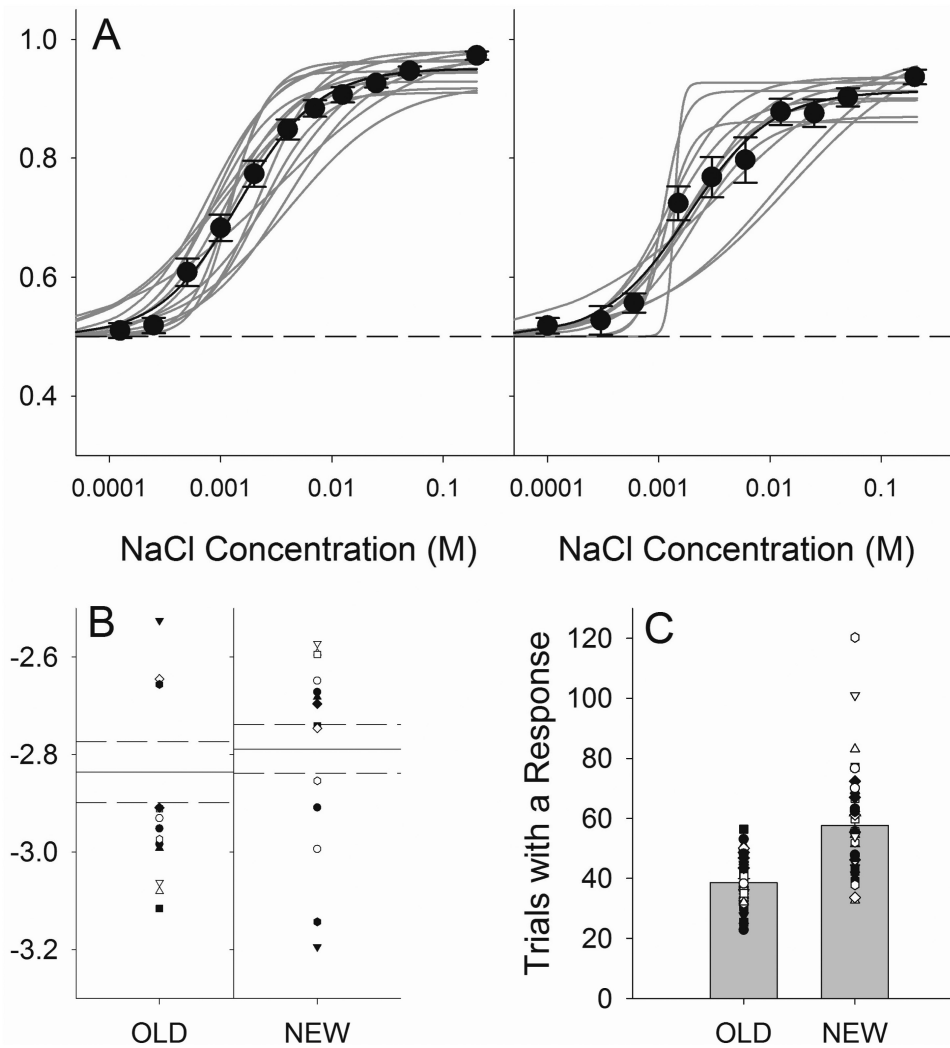 A
1.0
0.8
0.6
0.4
0.0001 0.001 0.01 0.1
0.0001 0.001 0.01 0.1
NaCl Concentration (M)
NaCl Concentration (M)
B
-2.6
-2.8
-3.0
-3.2
OLD NEW
C
Trials with a Response
120
100
80
60
40
20
0
OLD NEW